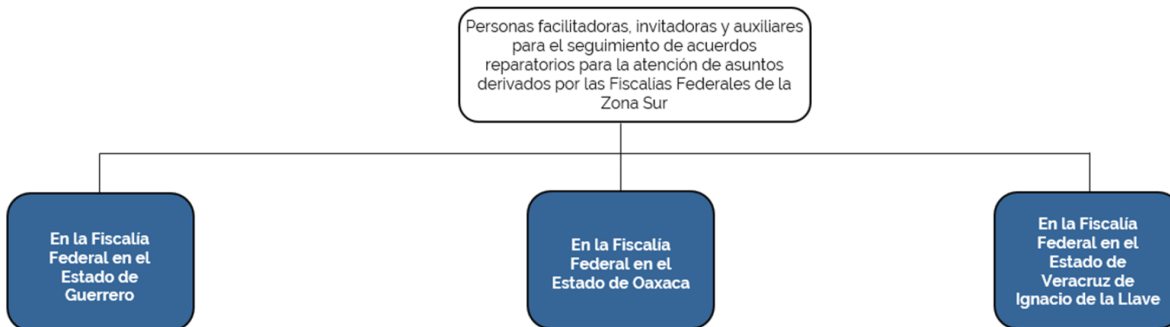 Personas facilitadoras, invitadoras y auxiliares
para el seguimiento de acuerdos
reparatorios para la atención de asuntos
derivados por las Fiscalías Federales de la
Zona Sur
En la Fiscalía
Federal en el
Estado de
Guerrero
En la Fiscalía
Federal en el
Estado de Oaxaca
En la Fiscalía
Federal en el
Estado de
Veracruz de
Ignacio de la Llave